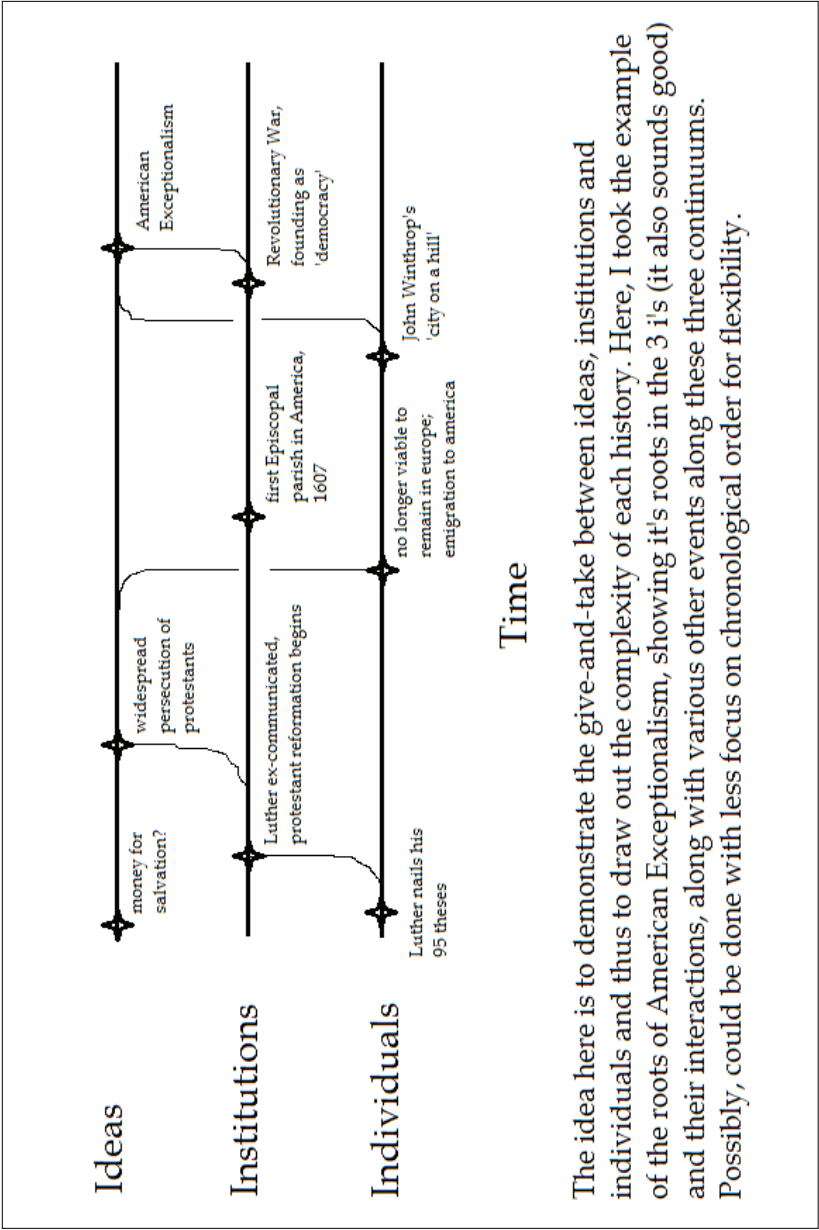 Ideas
money for
salvation?
widespread
persecution of
protestants
American
Exceptionalism
Institutions
Luther ex-communicated,
protestant reformation begins
first Episcopal
parish in America,
1607
Revolutionary War,
founding as
'democracy'
Individuals
Luther nails his
95 theses
no longer viable to
remain in europe;
emigration to america
John Winthrop's
'city on a hill'
Time
The idea here is to demonstrate the give-and-take between ideas, institutions and
individuals and thus to draw out the complexity of each history. Here, I took the example
of the roots of American Exceptionalism, showing it's roots in the 3 i's (it also sounds good)
and their interactions, along with various other events along these three continuums.
Possibly, could be done with less focus on chronological order for flexibility.